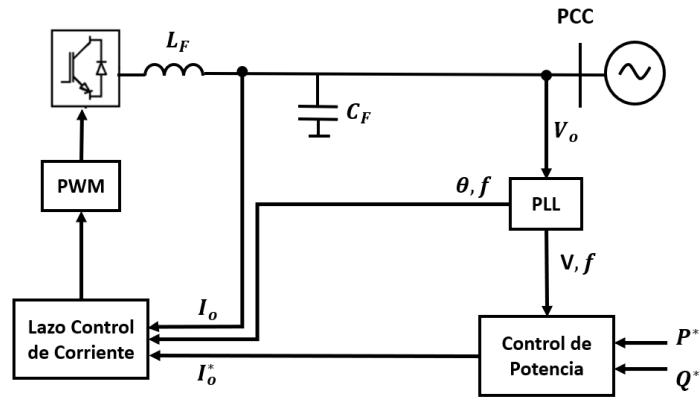 PCC
L_F
C_F
V_o
PWM
θ, f
PLL
V, f
I_o
Lazo Control
de Corriente
Control de
Potencia
P*
I_o*
Q*